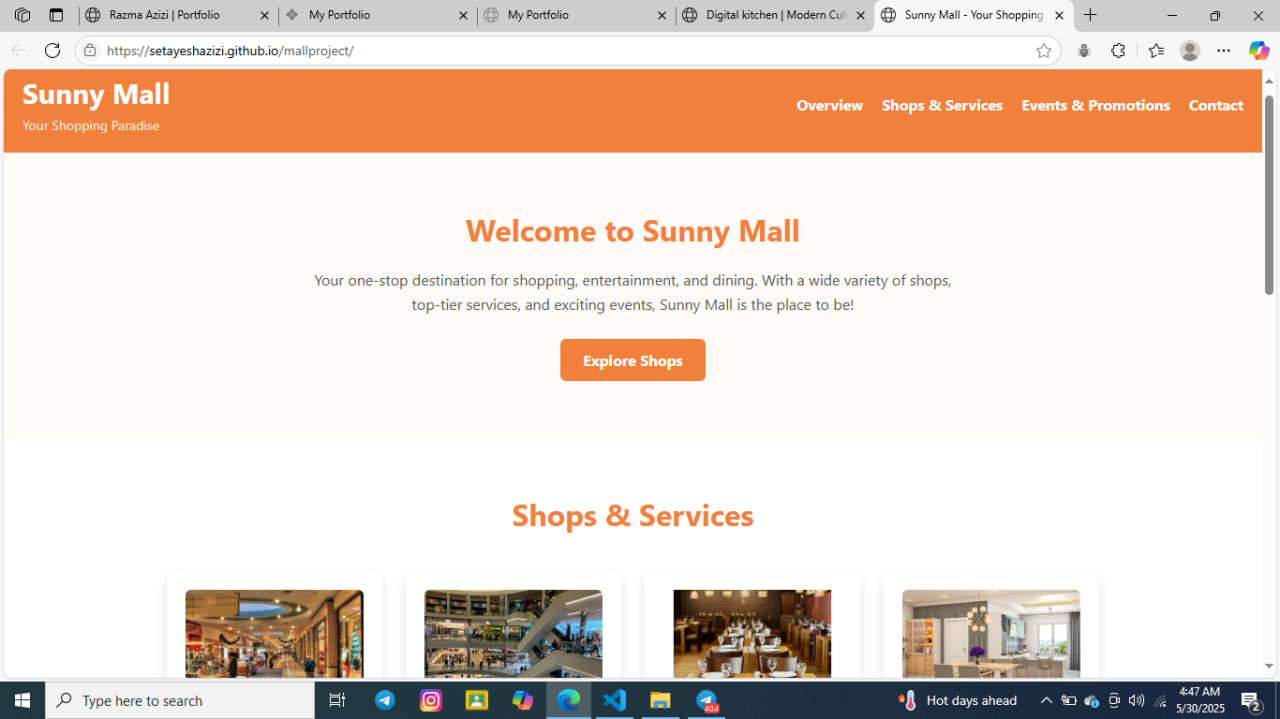 Razma Azizi | Portfolio
My Portfolio
My Portfolio
Digital kitchen | Modern Culi
Sunny Mall - Your Shopping
https://setayeshazizi.github.io/mallproject/
Sunny Mall
Your Shopping Paradise
Overview
Shops & Services
Events & Promotions
Contact
Welcome to Sunny Mall
Your one-stop destination for shopping, entertainment, and dining. With a wide variety of shops,
top-tier services, and exciting events, Sunny Mall is the place to be!
Explore Shops
Shops & Services
Type here to search
404
Hot days ahead
4:47 AM
5/30/2025
2